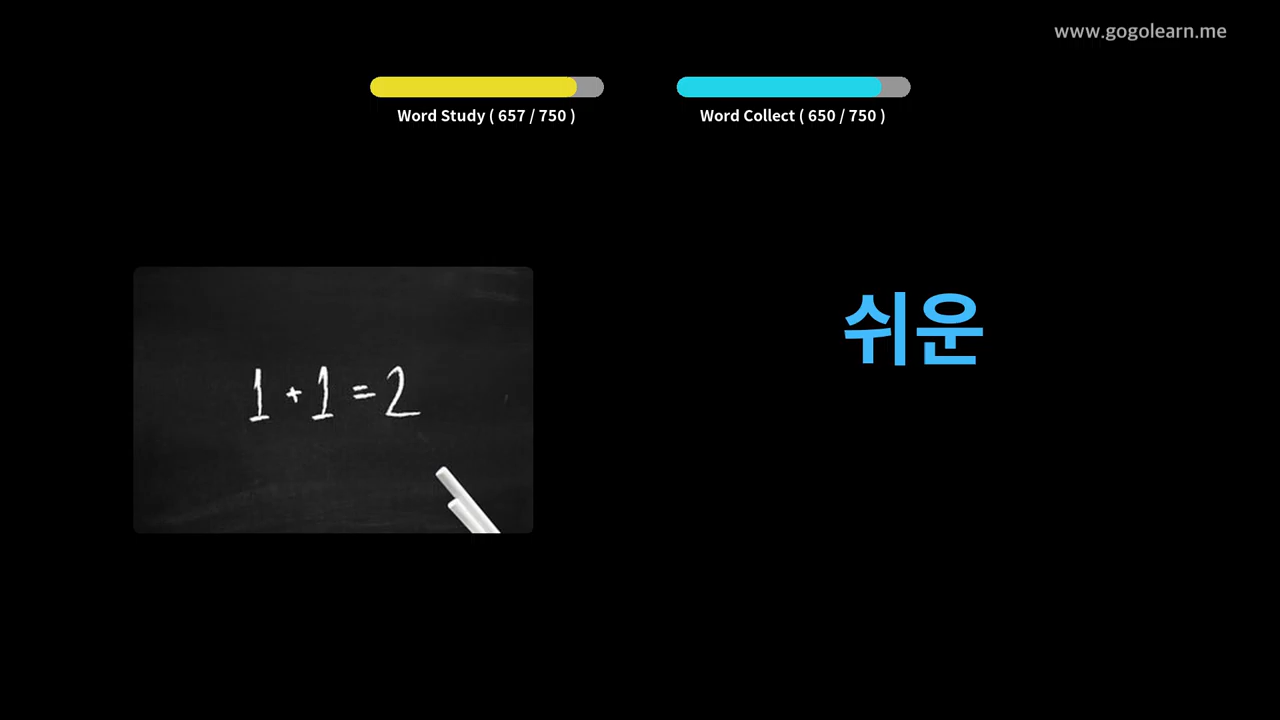 www.gogolearn.me
Word Study ( 657 / 750 )
Word Collect ( 650 / 750 )
1 + 1 = 2
쉬운